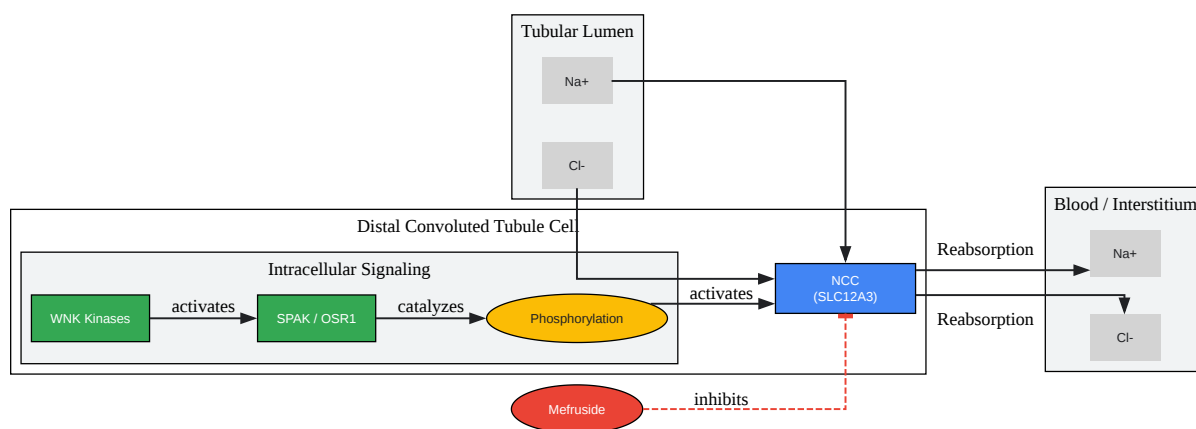 Tubular Lumen
Na+
Cl-
Distal Convoluted Tubule Cell
Intracellular Signaling
WNK Kinases
activates
SPAK / OSR1
catalyzes
Phosphorylation
activates
NCC
(SLC12A3)
Reabsorption
Reabsorption
Blood / Interstitium
Na+
Cl-
Mefruside
inhibits